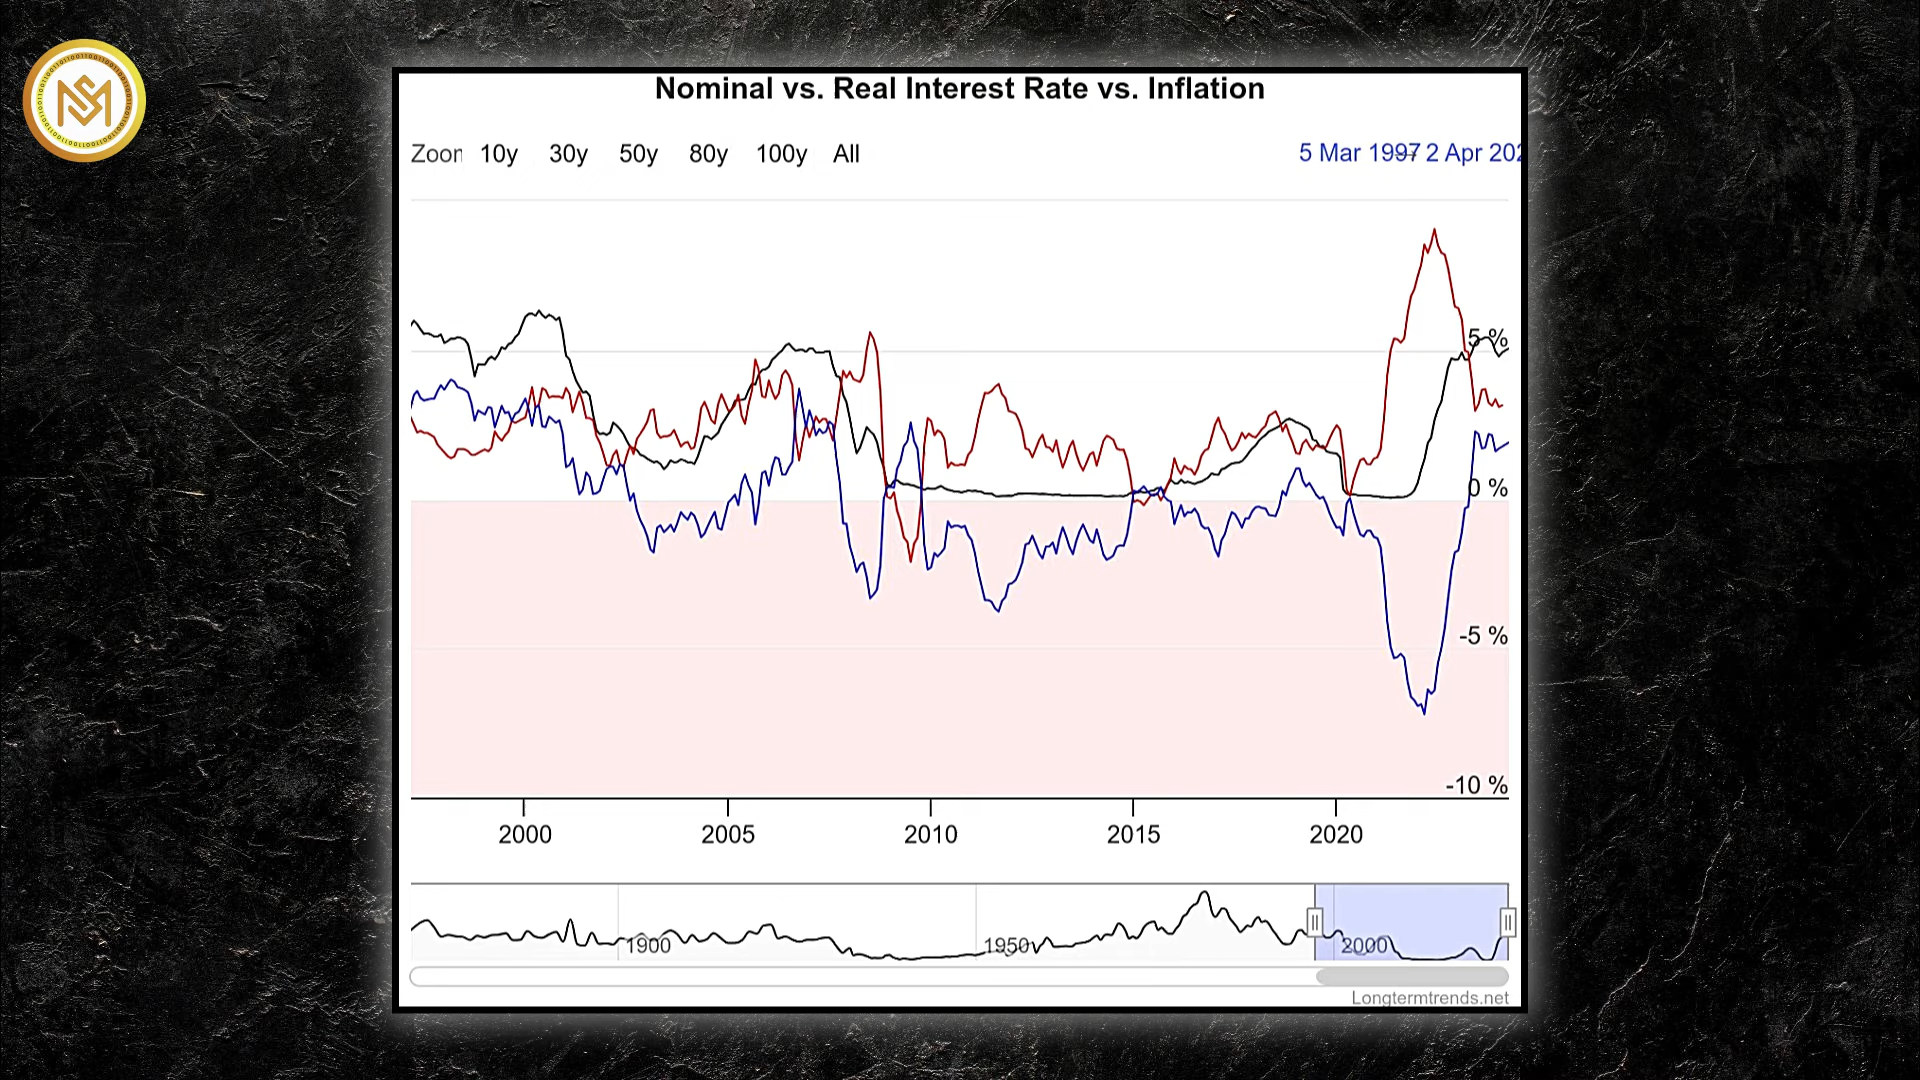 Nominal vs. Real Interest Rate vs. Inflation
Zoom 10y 30y 50y 80y 100y All
5 Mar 1997 → 2 Apr 202
5 %
0 %
-5 %
-10 %
2000 2005 2010 2015 2020
1900 1950 2000
Longtermtrends.net